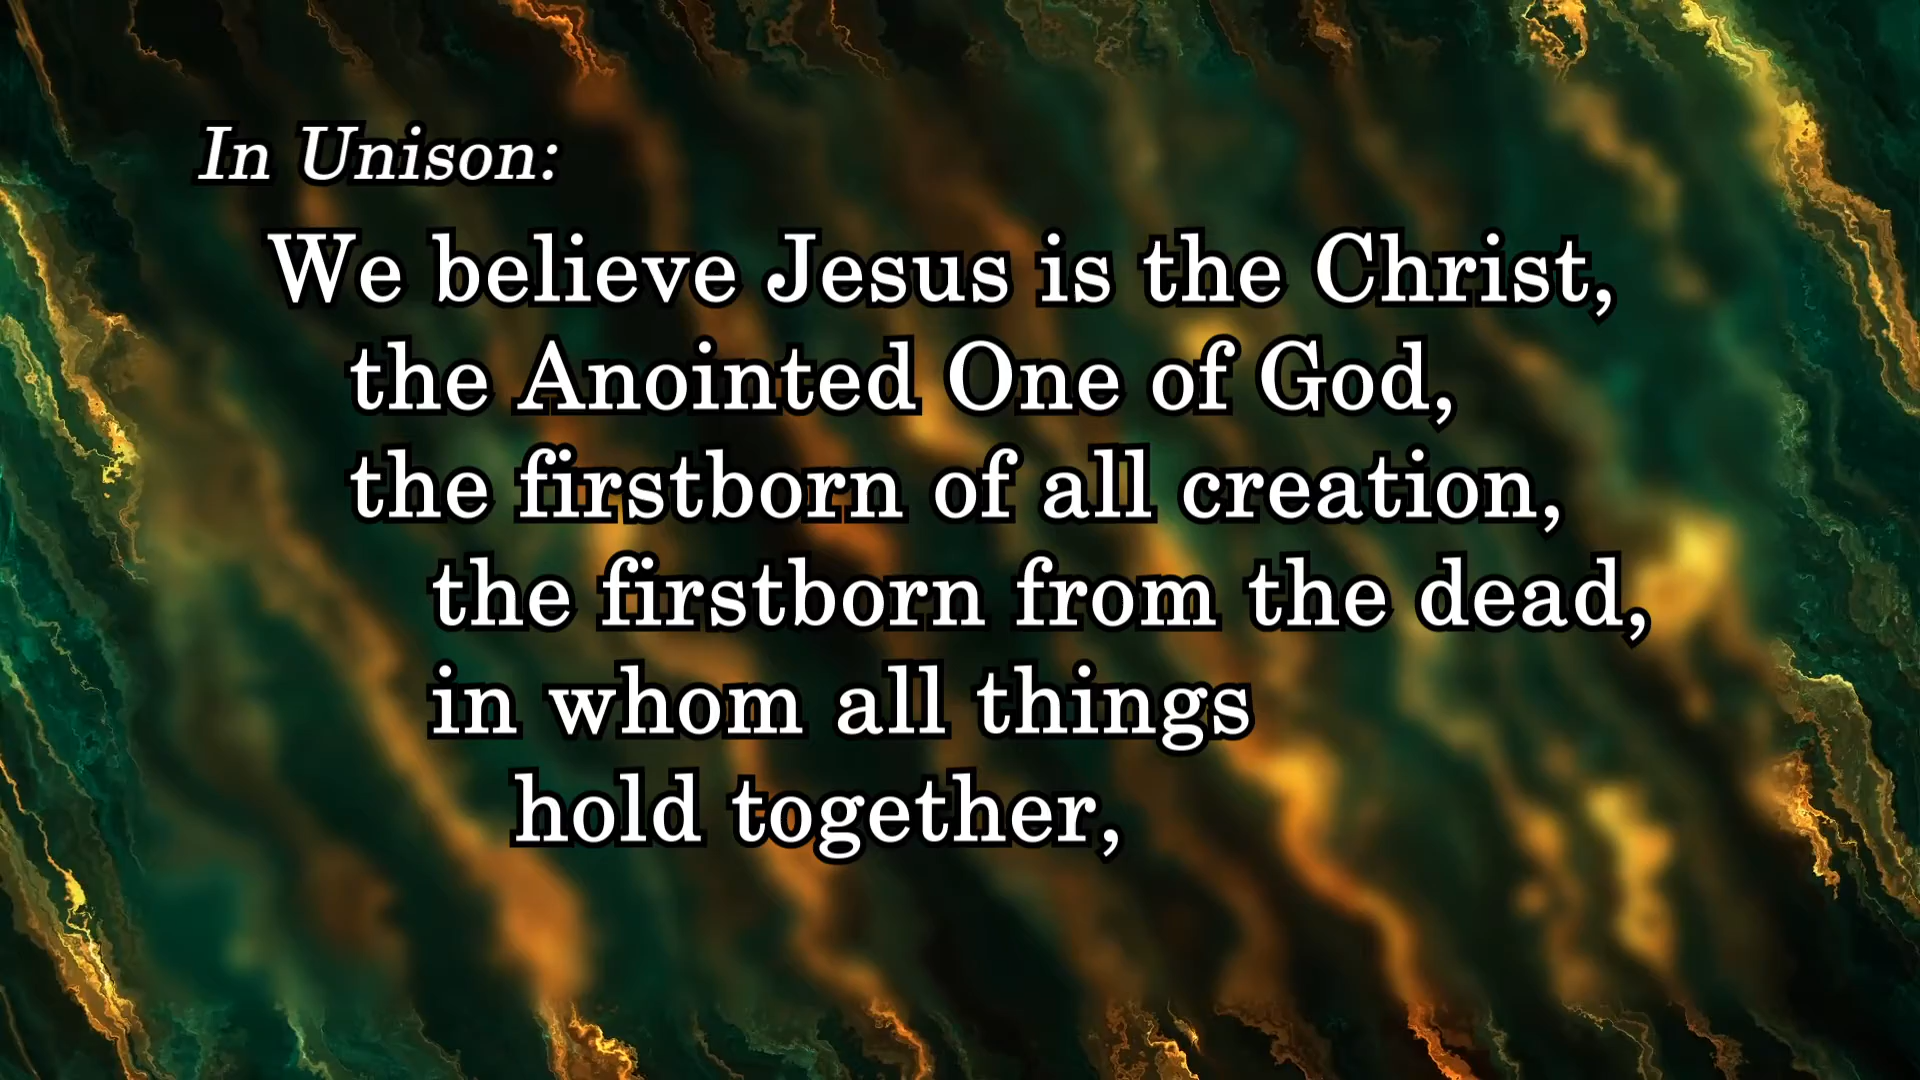 In Unison:
We believe Jesus is the Christ,
the Anointed One of God,
the firstborn of all creation,
the firstborn from the dead,
in whom all things
hold together,